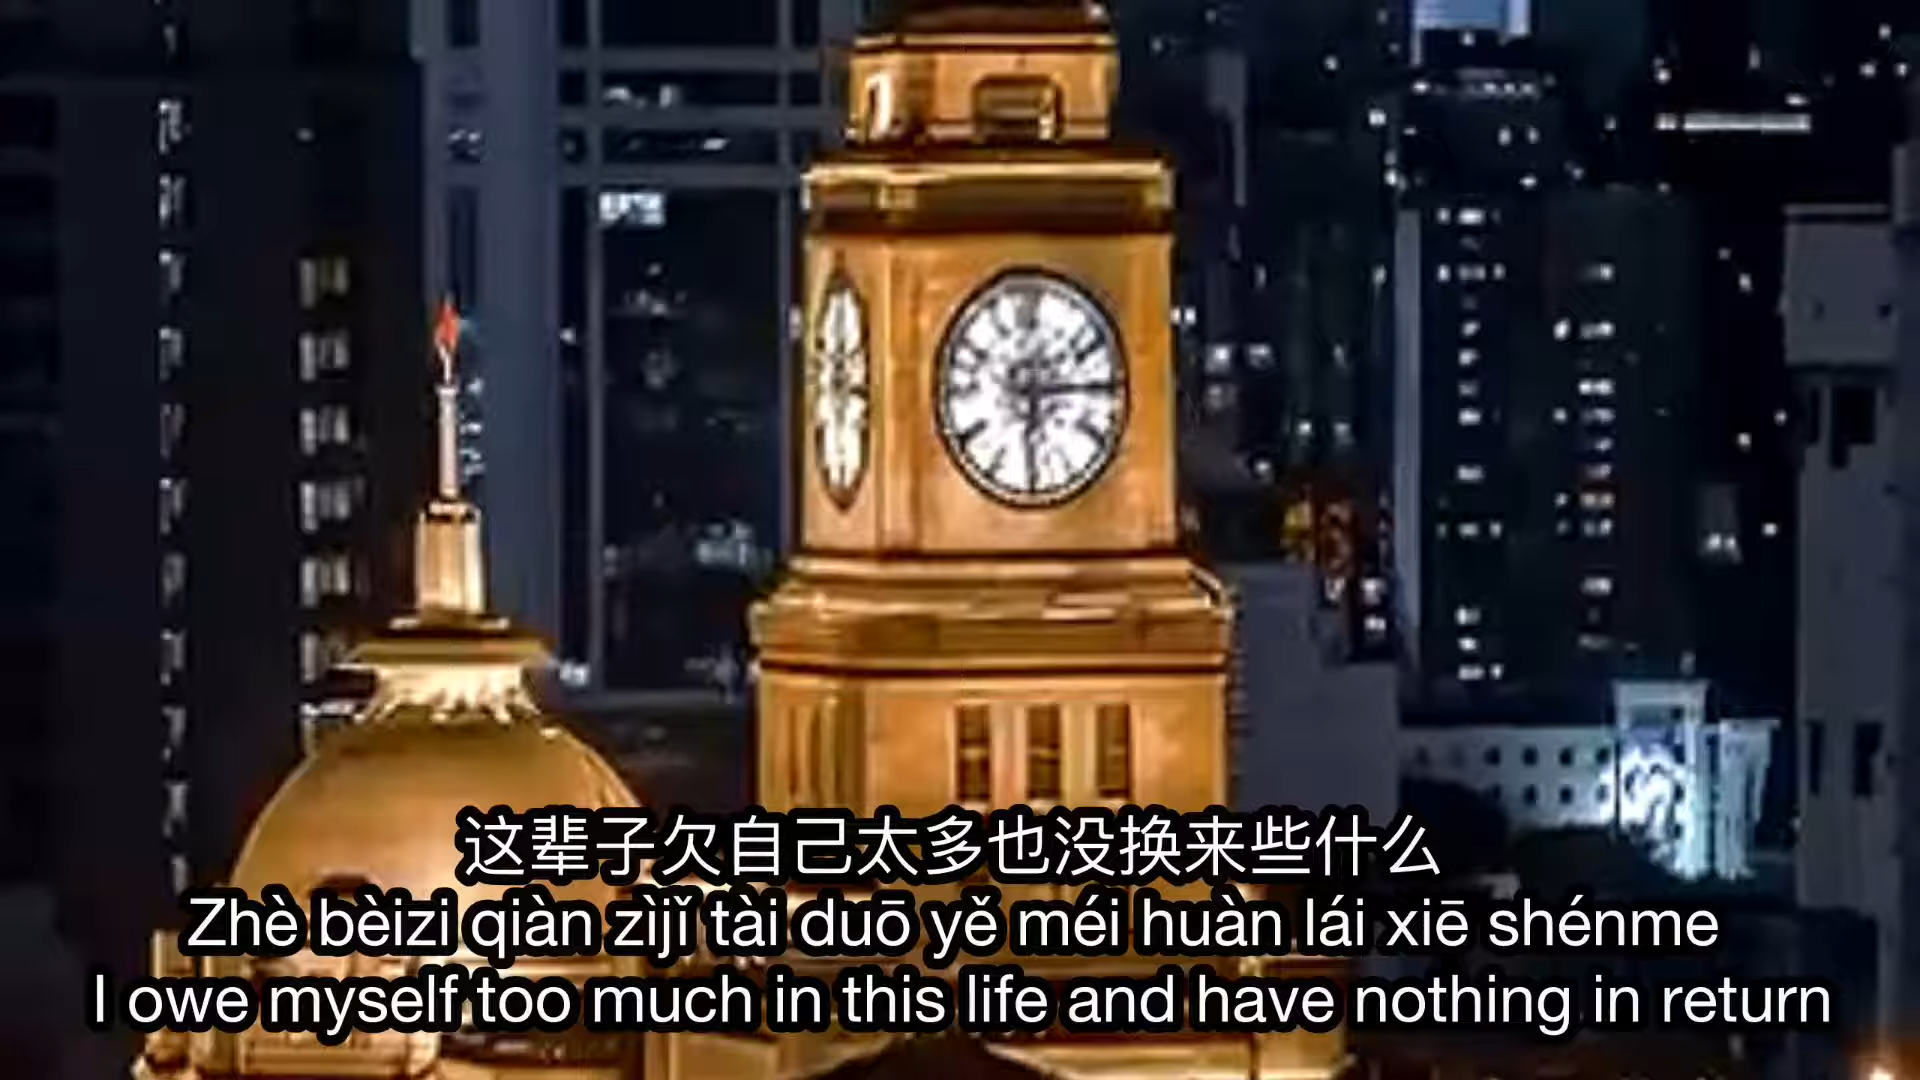 这辈子欠自己太多也没换来些什么
Zhè bèizi qiàn zìjǐ tài duō yě méi huàn lái xiē shénme
I owe myself too much in this life and have nothing in return